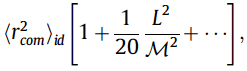 ⟨r²_com⟩_id [1 + 1/20 L²/ℳ² + ⋯],